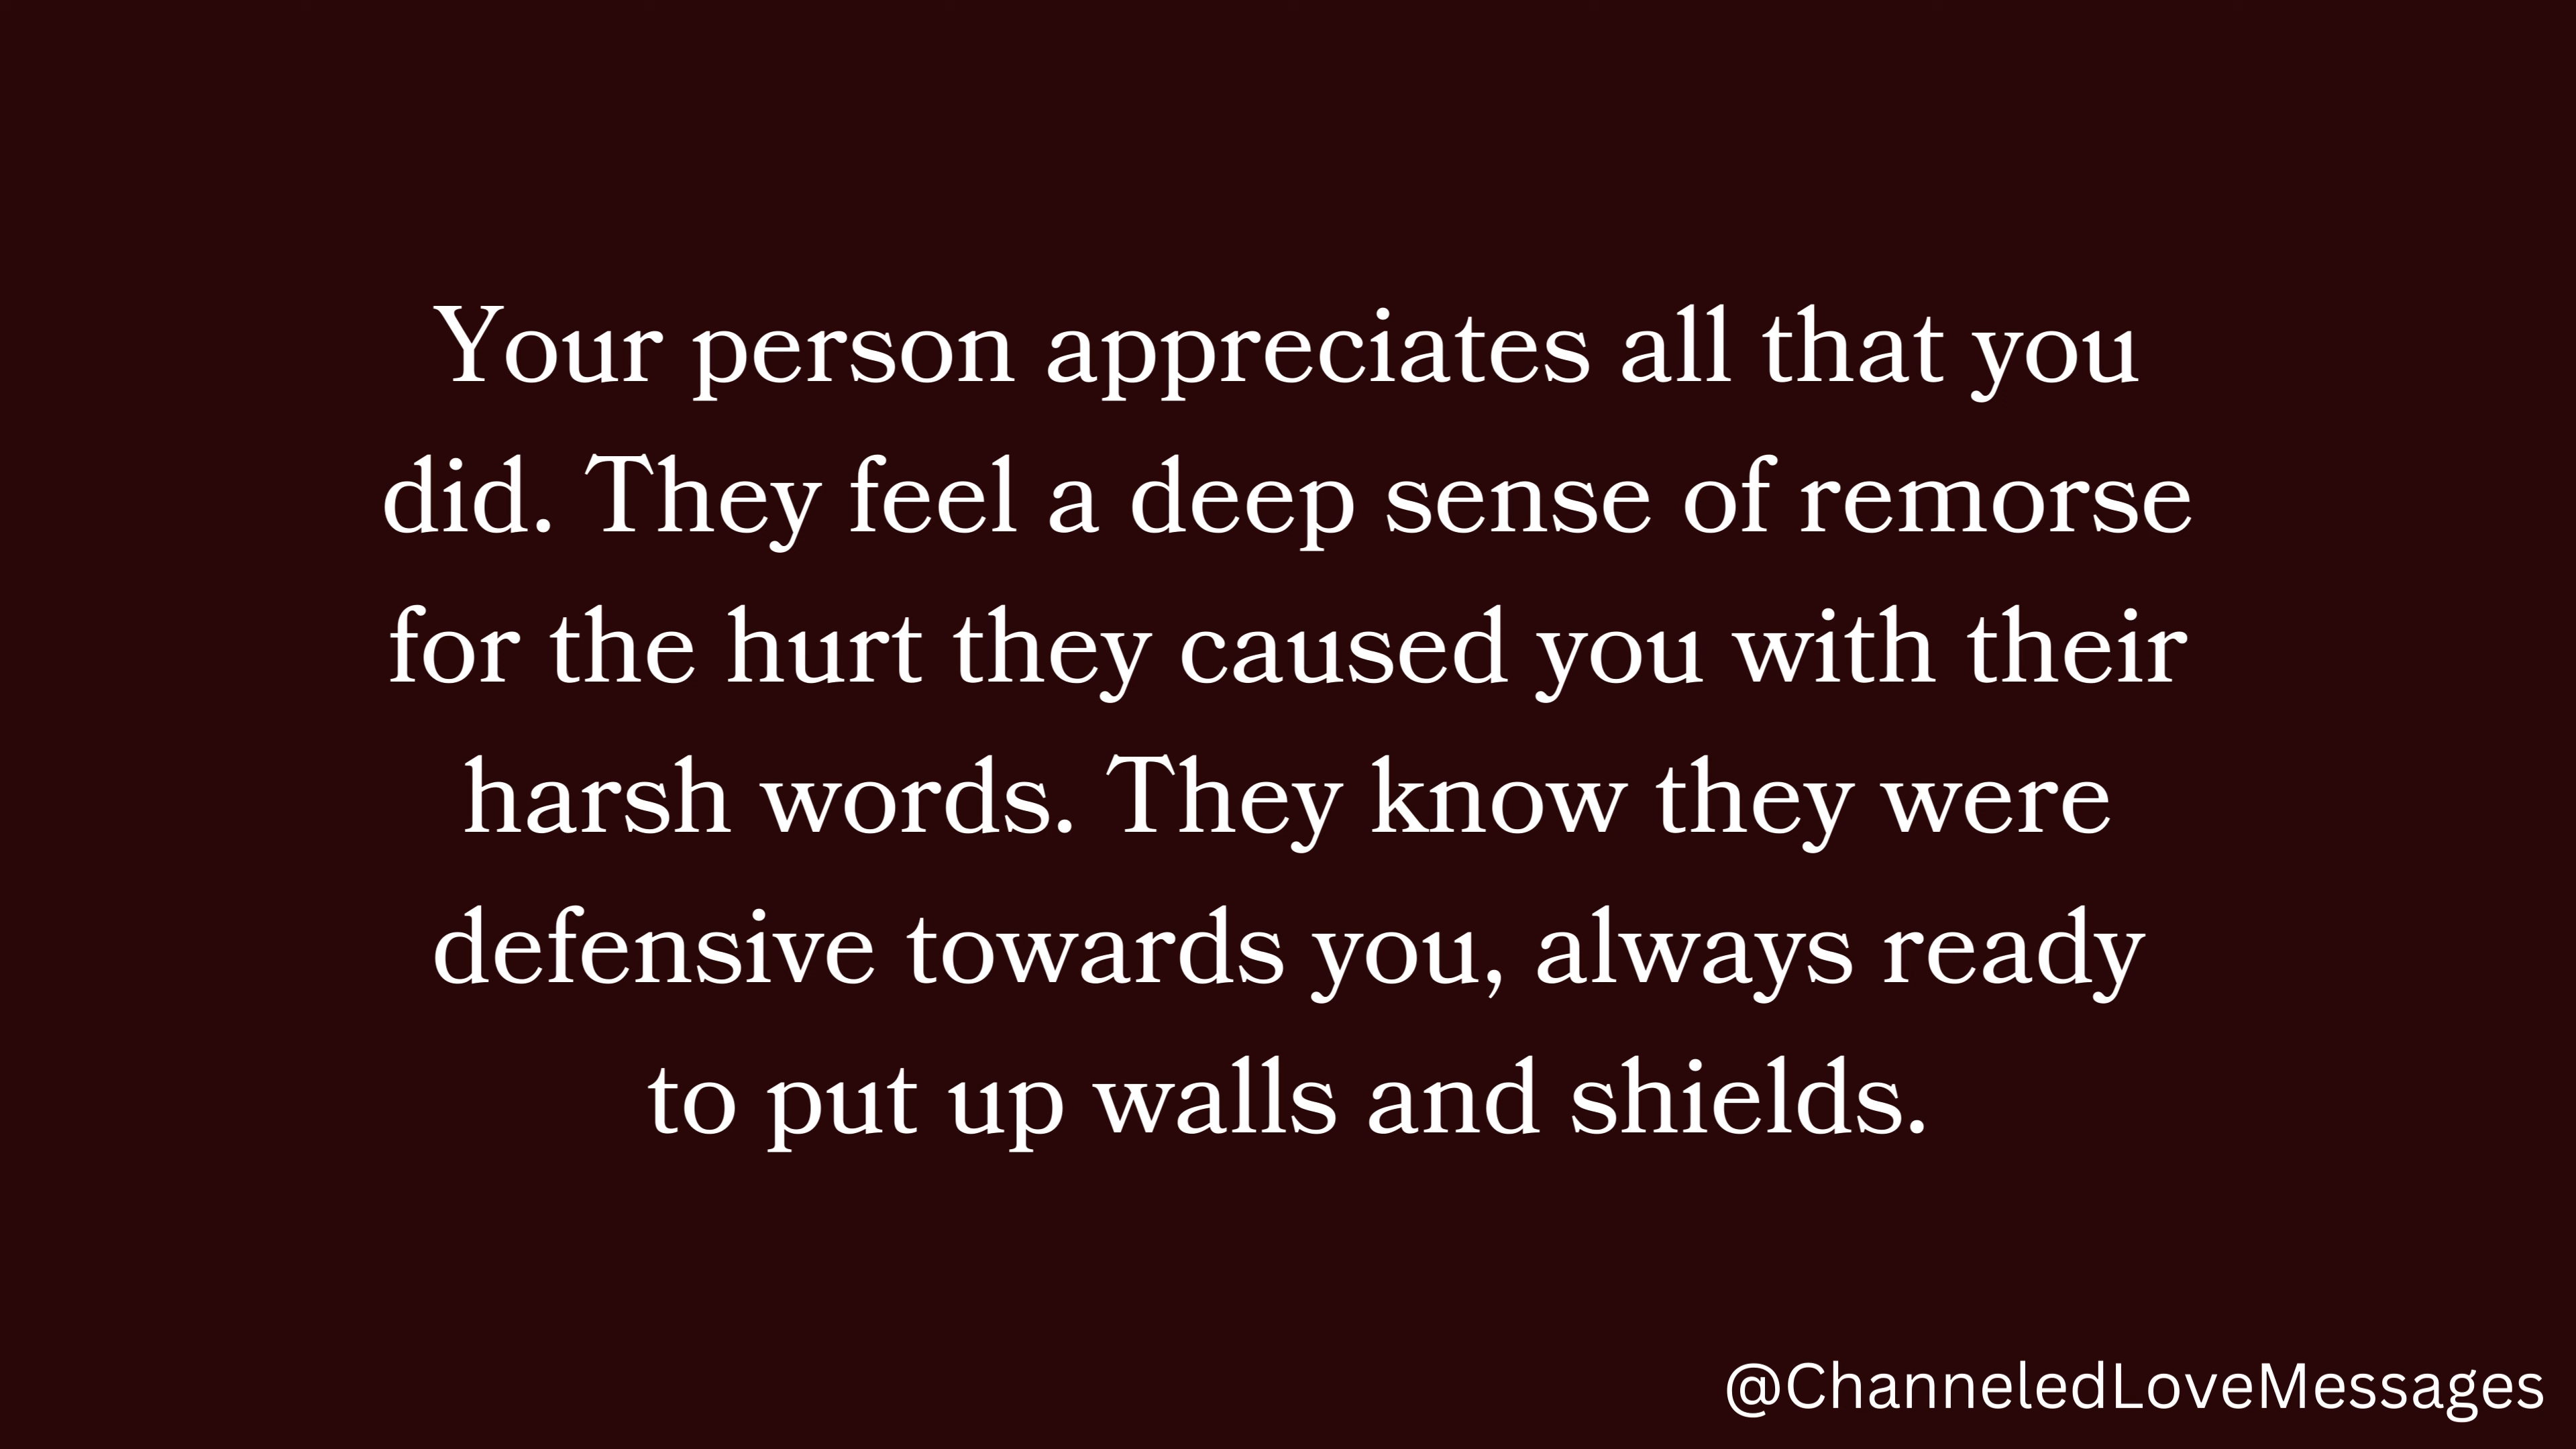 Your person appreciates all that you
did. They feel a deep sense of remorse
for the hurt they caused you with their
harsh words. They know they were
defensive towards you, always ready
to put up walls and shields.
@ChanneledLoveMessages